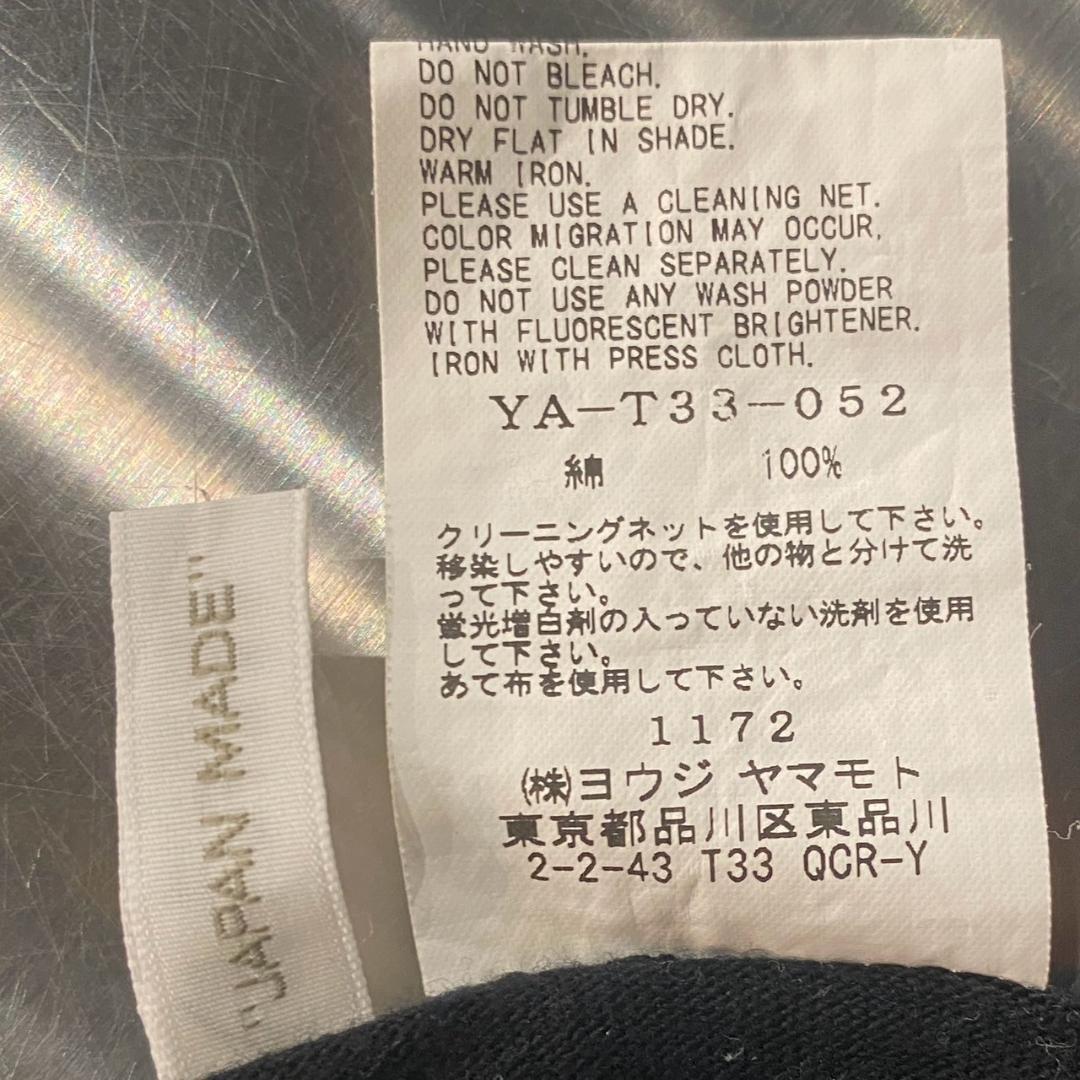 HAND WASH.
DO NOT BLEACH.
DO NOT TUMBLE DRY.
DRY FLAT IN SHADE.
WARM IRON.
PLEASE USE A CLEANING NET.
COLOR MIGRATION MAY OCCUR,
PLEASE CLEAN SEPARATELY.
DO NOT USE ANY WASH POWDER
WITH FLUORESCENT BRIGHTENER.
IRON WITH PRESS CLOTH.
YA-T33-052
綿 100%
クリーニングネットを使用して下さい。
移染しやすいので、他の物と分けて洗
って下さい。
蛍光増白剤の入っていない洗剤を使用
して下さい。
あて布を使用して下さい。
1172
㈱ヨウジ ヤマモト
東京都品川区東品川
2-2-43 T33 QCR-Y
"JAPAN MADE"